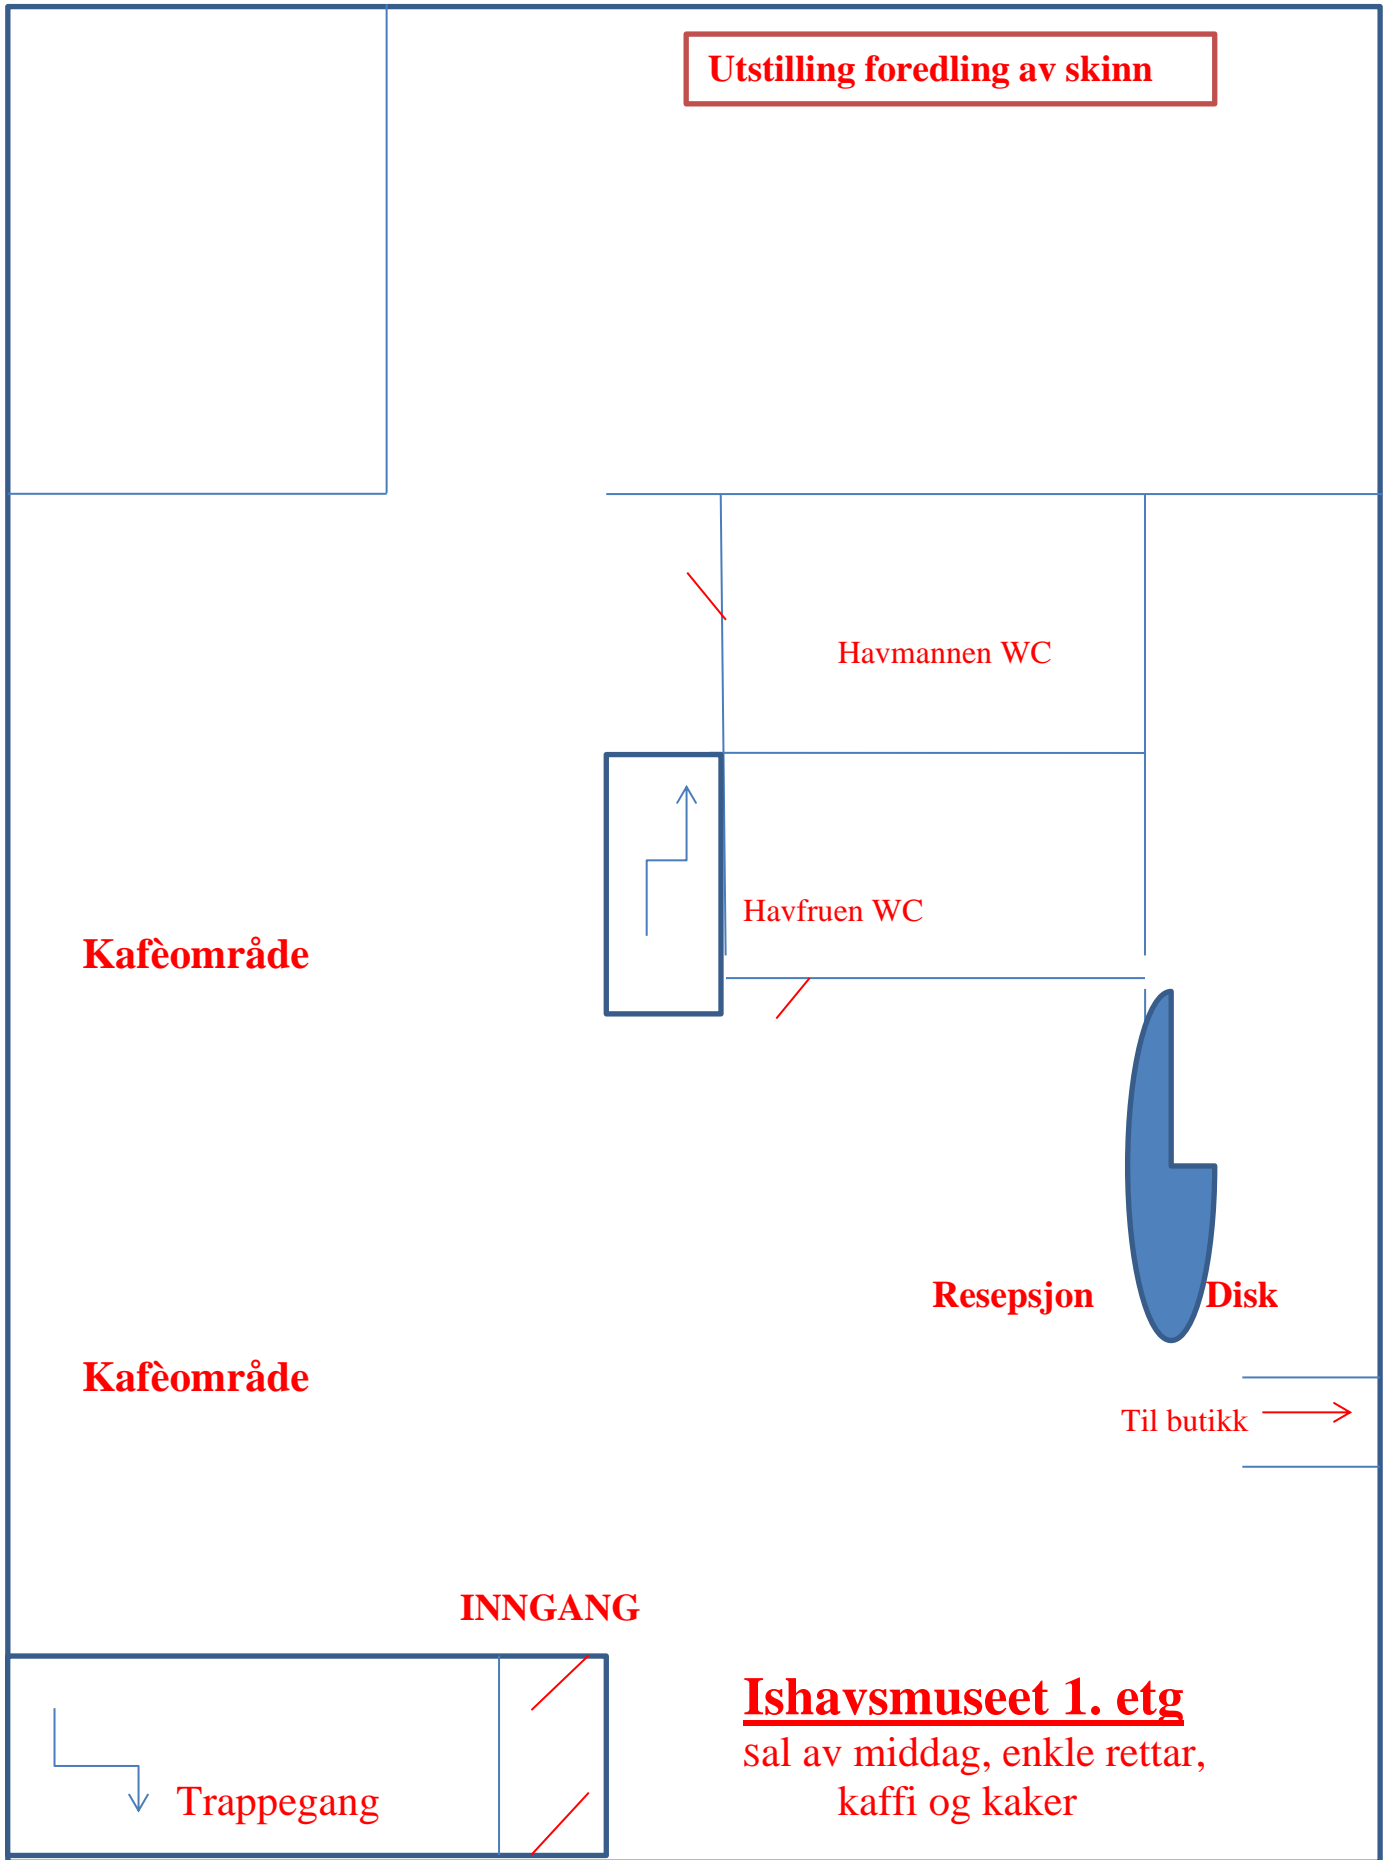 Utstilling foredling av skinn
Havmannen WC
Havfruen WC
Kafèområde
Resepsjon
Disk
Kafèområde
Til butikk
INNGANG
Ishavsmuseet 1. etg
Sal av middag, enkle rettar,
kaffi og kaker
Trappegang